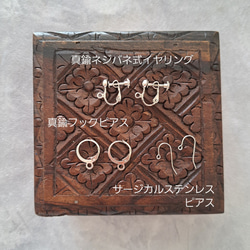 真鍮ネジバネ式イヤリング
真鍮フックピアス
サージカルステンレス
ピアス